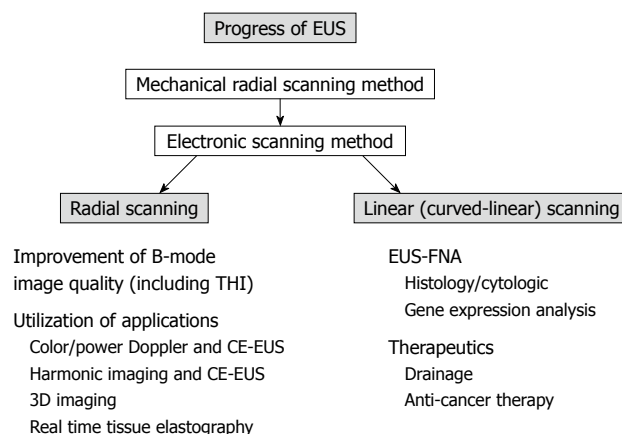 Progress of EUS
Mechanical radial scanning method
Electronic scanning method
Radial scanning
Linear (curved-linear) scanning
Improvement of B-mode
image quality (including THI)
Utilization of applications
Color/power Doppler and CE-EUS
Harmonic imaging and CE-EUS
3D imaging
Real time tissue elastography
EUS-FNA
Histology/cytologic
Gene expression analysis
Therapeutics
Drainage
Anti-cancer therapy